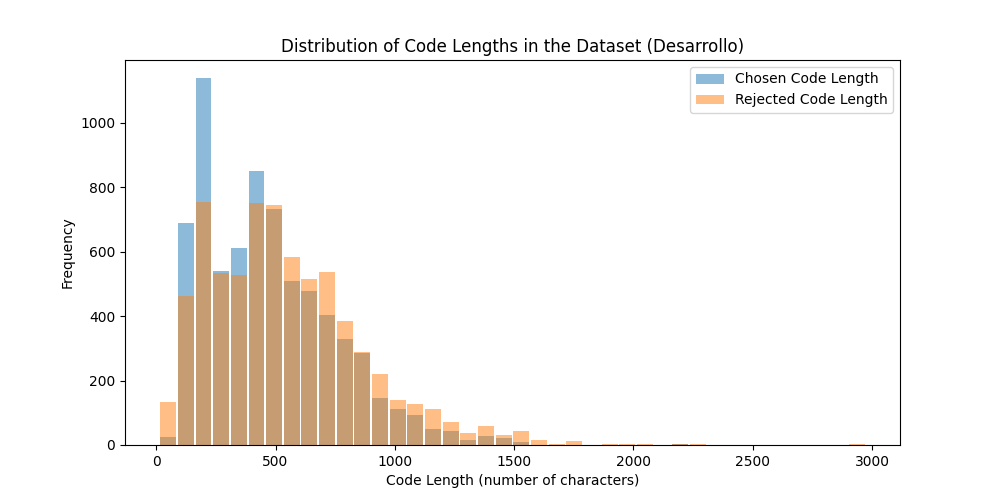 Distribution of Code Lengths in the Dataset (Desarrollo)
Chosen Code Length
Rejected Code Length
Frequency
1000
800
600
400
200
0
0 500 1000 1500 2000 2500 3000
Code Length (number of characters)